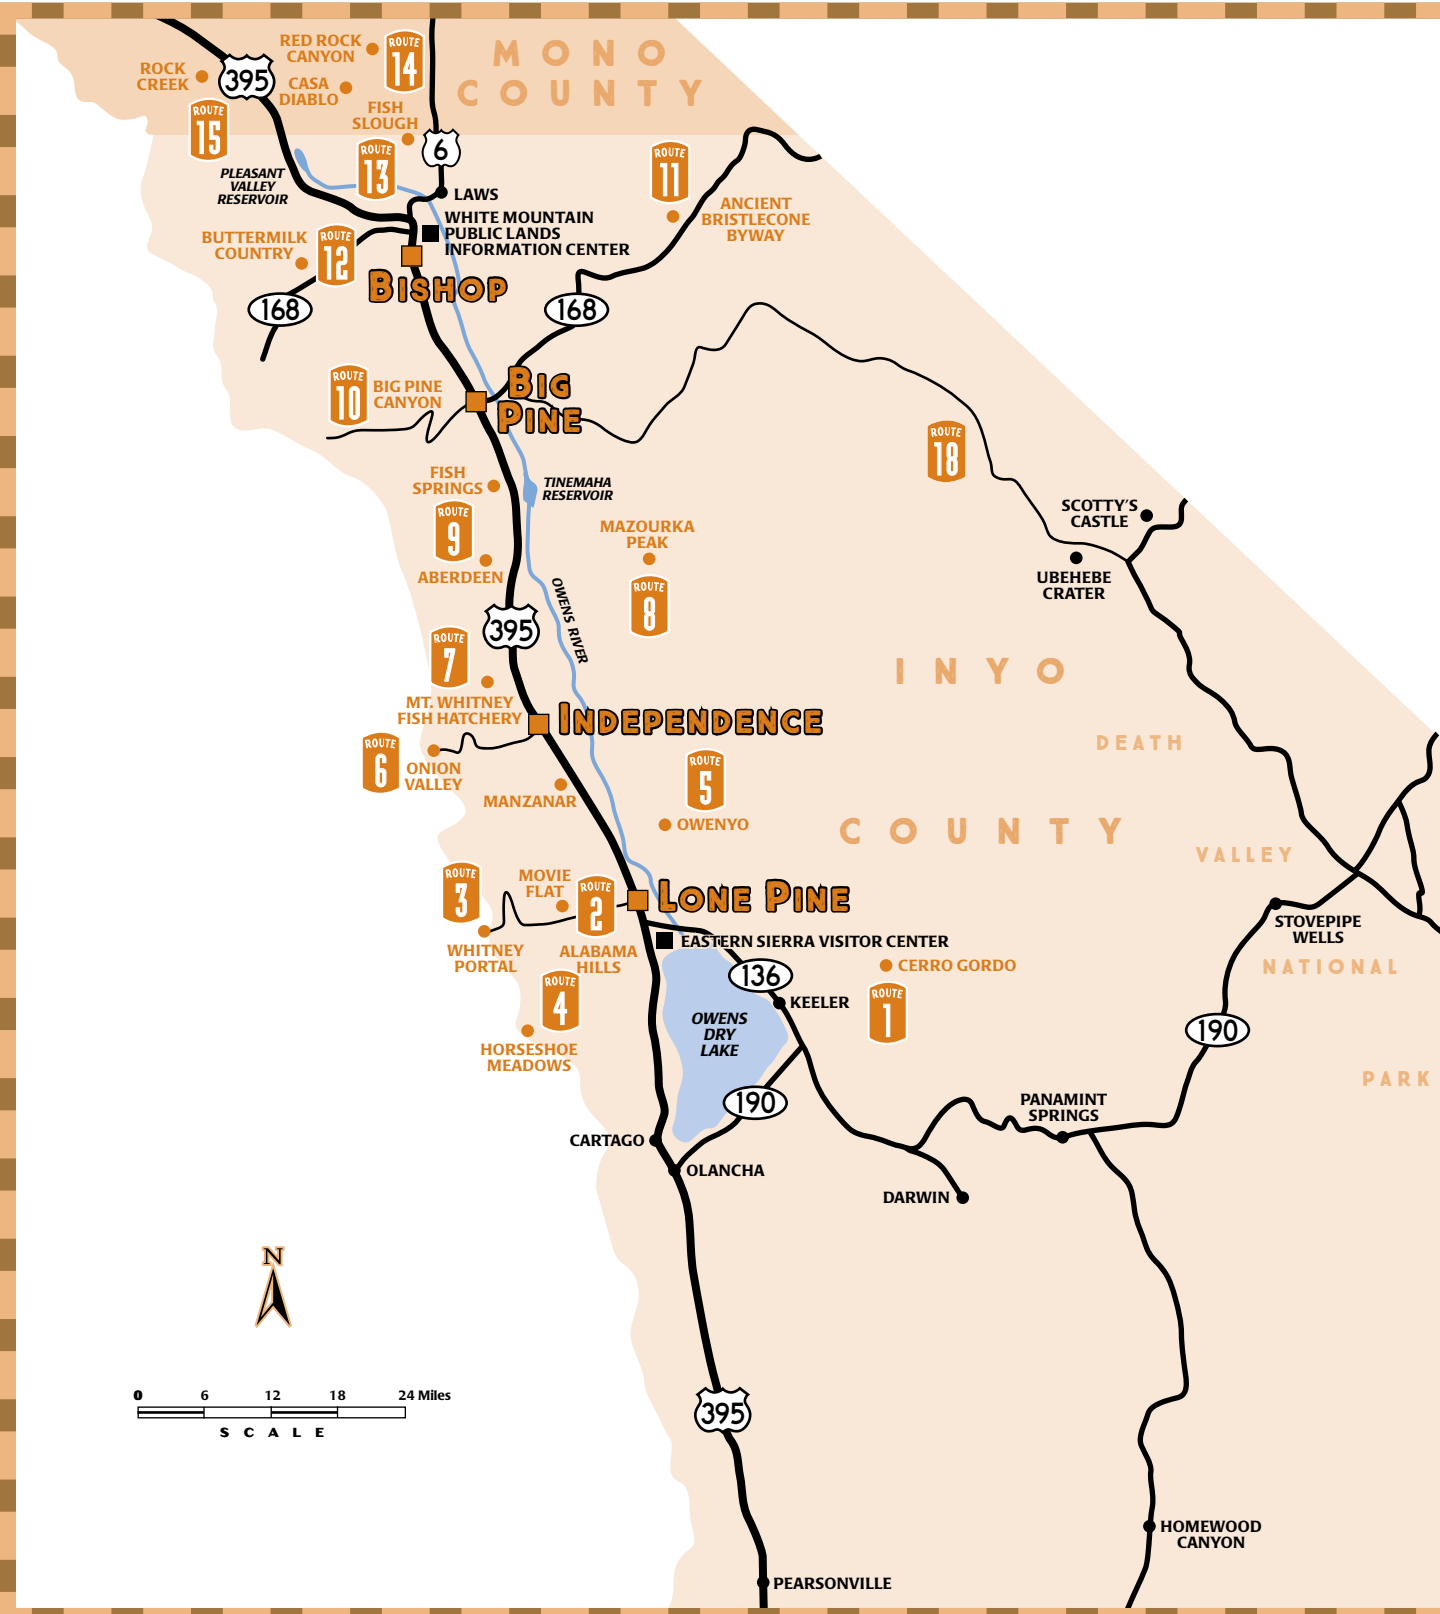 MONO
COUNTY
RED ROCK
CANYON
ROUTE
14
ROCK
CREEK
395
CASA
DIABLO
FISH
SLOUGH
ROUTE
15
6
ROUTE
13
ROUTE
11
PLEASANT
VALLEY
RESERVOIR
LAWS
ANCIENT
BRISTLECONE
BYWAY
WHITE MOUNTAIN
PUBLIC LANDS
INFORMATION CENTER
BUTTERMILK
COUNTRY
ROUTE
12
BISHOP
168
168
ROUTE
10
BIG PINE
CANYON
BIG
PINE
ROUTE
18
FISH
SPRINGS
TINEMAHA
RESERVOIR
SCOTTY'S
CASTLE
ROUTE
9
MAZOURKA
PEAK
ABERDEEN
UBEHEBE
CRATER
ROUTE
8
OWENS RIVER
395
ROUTE
7
INYO
MT. WHITNEY
FISH HATCHERY
INDEPENDENCE
DEATH
ROUTE
6
ONION
VALLEY
ROUTE
5
MANZANAR
OWENYO
COUNTY
VALLEY
ROUTE
3
MOVIE
FLAT
ROUTE
2
LONE PINE
STOVEPIPE
WELLS
WHITNEY
PORTAL
ALABAMA
HILLS
EASTERN SIERRA VISITOR CENTER
NATIONAL
136
CERRO GORDO
ROUTE
4
KEELER
ROUTE
1
OWENS
DRY
LAKE
190
HORSESHOE
MEADOWS
PARK
190
PANAMINT
SPRINGS
CARTAGO
OLANCHA
DARWIN
N
0 6 12 18 24 Miles
SCALE
395
HOMEWOOD
CANYON
PEARSONVILLE